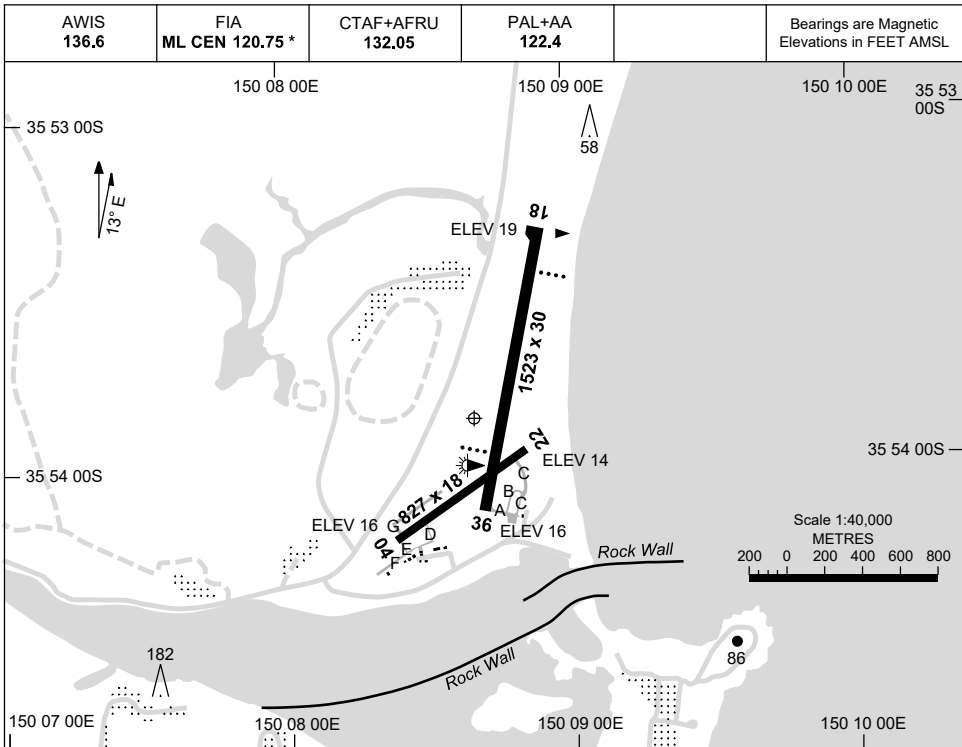 AWIS
136.6
FIA
ML CEN 120.75 *
CTAF+AFRU
132.05
PAL+AA
122.4
Bearings are Magnetic
Elevations in FEET AMSL
150 08 00E
150 09 00E
150 10 00E
35 53
00S
35 53 00S
58
13° E
18
ELEV 19
1523 x 30
22
35 54 00S
ELEV 14
35 54 00S
C
827 x 18
B
C
A
ELEV 16
G
36
ELEV 16
D
04
E
F
Scale 1:40,000
METRES
200 0 200 400 600 800
Rock Wall
Rock Wall
182
86
150 07 00E
150 08 00E
150 09 00E
150 10 00E